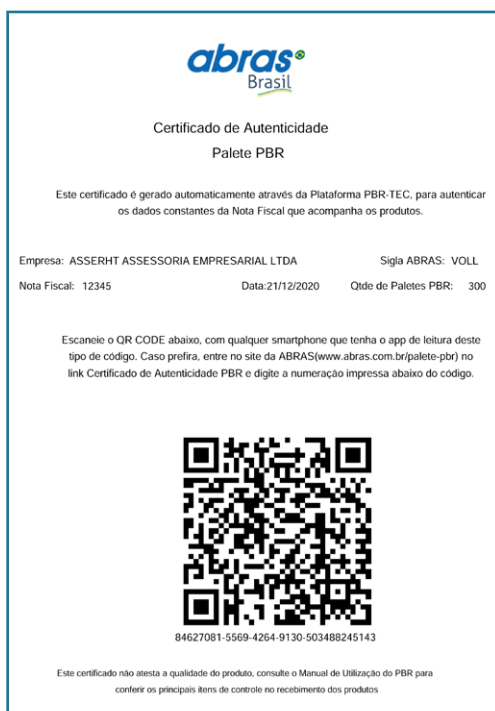 abras
Brasil
Certificado de Autenticidade
Palete PBR
Este certificado é gerado automaticamente através da Plataforma PBR-TEC, para autenticar
os dados constantes da Nota Fiscal que acompanha os produtos.
Empresa: ASSERHT ASSESSORIA EMPRESARIAL LTDA Sigla ABRAS: VOLL
Nota Fiscal: 12345 Data:21/12/2020 Qtde de Paletes PBR: 300
Escaneie o QR CODE abaixo, com qualquer smartphone que tenha o app de leitura deste
tipo de código. Caso prefira, entre no site da ABRAS(www.abras.com.br/palete-pbr) no
link Certificado de Autenticidade PBR e digite a numeração impressa abaixo do código.
84627081-5569-4264-9130-503488245143
Este certificado não atesta a qualidade do produto, consulte o Manual de Utilização do PBR para
conferir os principais itens de controle no recebimento dos produtos